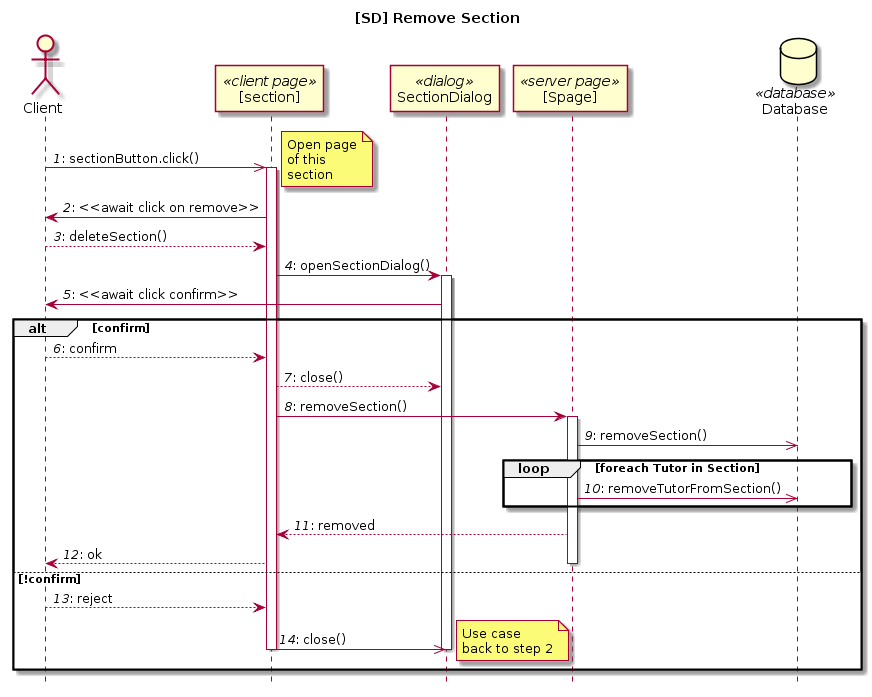 [SD] Remove Section
Client
«client page»
[section]
«dialog»
SectionDialog
«server page»
[Spage]
«database»
Database
1: sectionButton.click()
Open page
of this
section
2: <<await click on remove>>
3: deleteSection()
4: openSectionDialog()
5: <<await click confirm>>
alt [confirm]
6: confirm
7: close()
8: removeSection()
9: removeSection()
loop [foreach Tutor in Section]
10: removeTutorFromSection()
11: removed
12: ok
[!confirm]
13: reject
14: close()
Use case
back to step 2